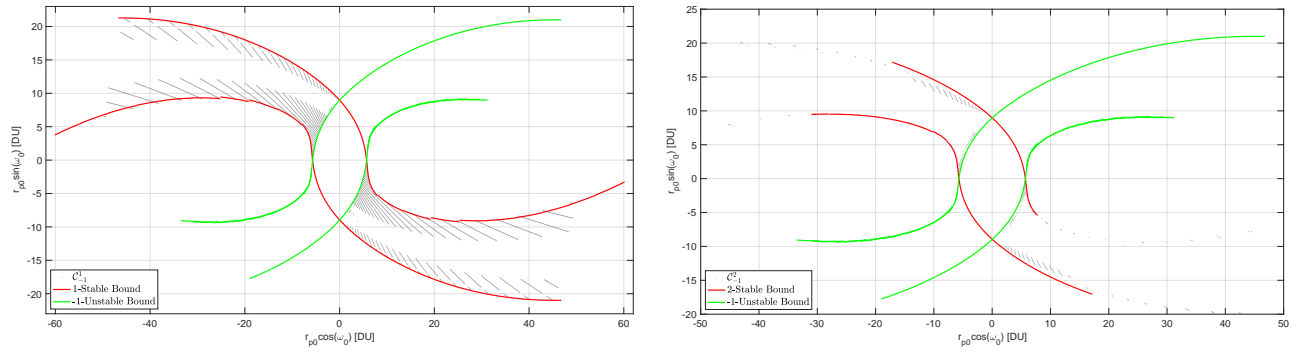 20
15
10
5
0
-5
-10
-15
-20
r_p0 sin(ω_0) [DU]
C^1_-1
1-Stable Bound
-1-Unstable Bound
-60 -40 -20 0 20 40 60
r_p0 cos(ω_0) [DU]
25
20
15
10
5
0
-5
-10
-15
-20
r_p0 sin(ω_0) [DU]
C^2_-1
2-Stable Bound
-1-Unstable Bound
-50 -40 -30 -20 -10 0 10 20 30 40 50
r_p0 cos(ω_0) [DU]